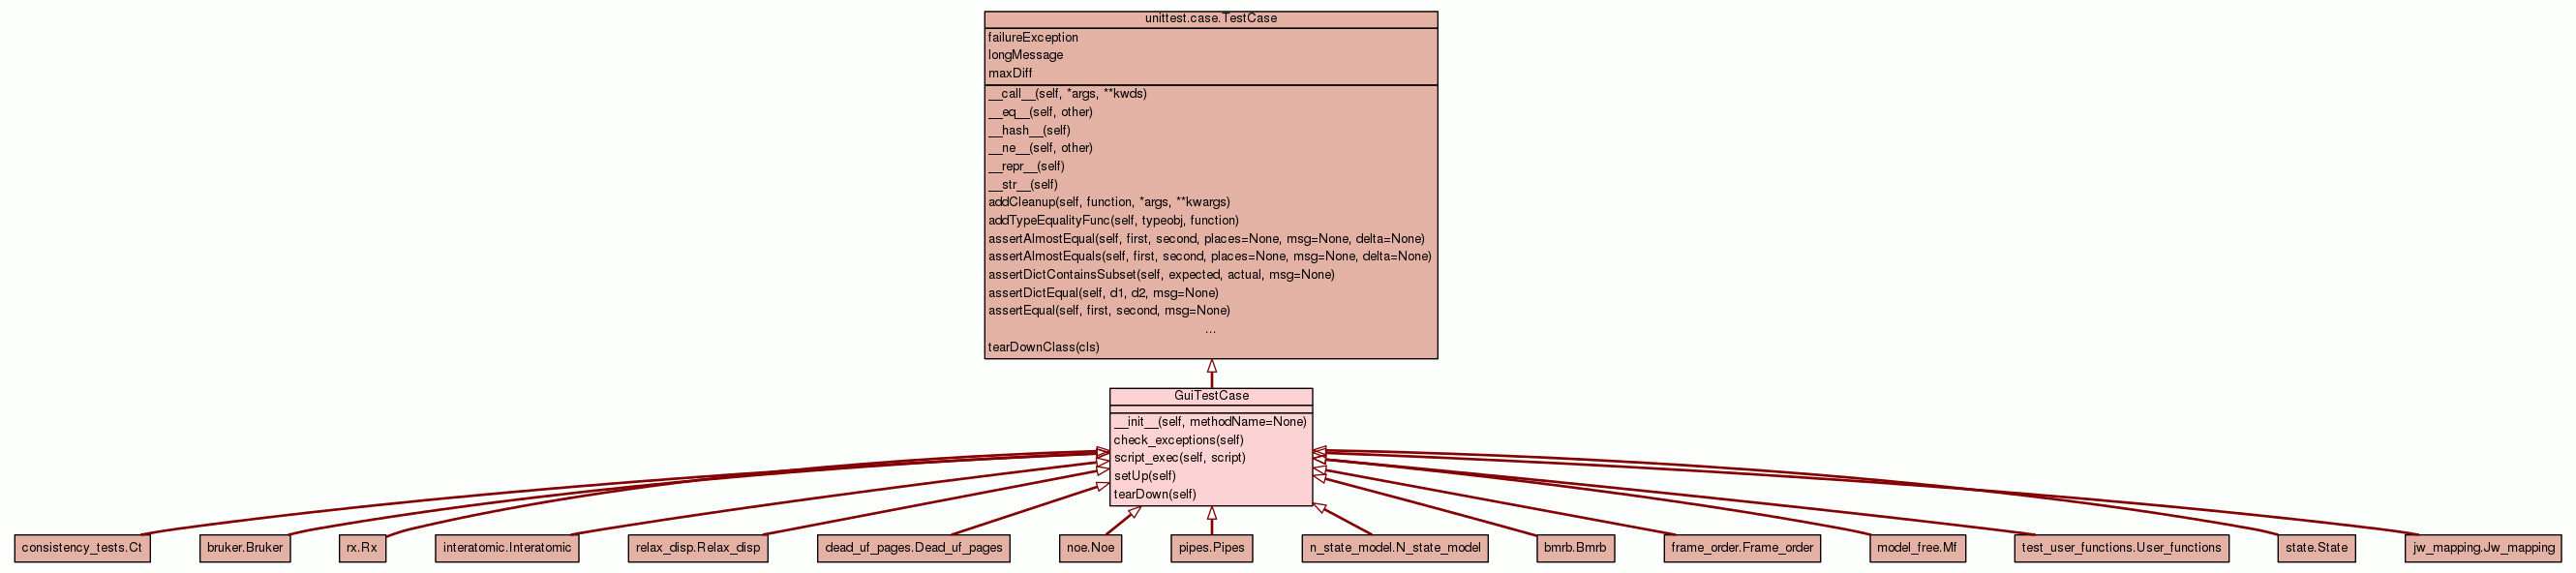 unittest.case.TestCase
failureException
longMessage
maxDiff
__call__(self, *args, **kwds)
__eq__(self, other)
__hash__(self)
__ne__(self, other)
__repr__(self)
__str__(self)
addCleanup(self, function, *args, **kwargs)
addTypeEqualityFunc(self, typeobj, function)
assertAlmostEqual(self, first, second, places=None, msg=None, delta=None)
assertAlmostEquals(self, first, second, places=None, msg=None, delta=None)
assertDictContainsSubset(self, expected, actual, msg=None)
assertDictEqual(self, d1, d2, msg=None)
assertEqual(self, first, second, msg=None)
...
tearDownClass(cls)
GuiTestCase
__init__(self, methodName=None)
check_exceptions(self)
script_exec(self, script)
setUp(self)
tearDown(self)
consistency_tests.Ct
bruker.Bruker
rx.Rx
interatomic.Interatomic
relax_disp.Relax_disp
dead_uf_pages.Dead_uf_pages
noe.Noe
pipes.Pipes
n_state_model.N_state_model
bmrb.Bmrb
frame_order.Frame_order
model_free.Mf
test_user_functions.User_functions
state.State
jw_mapping.Jw_mapping